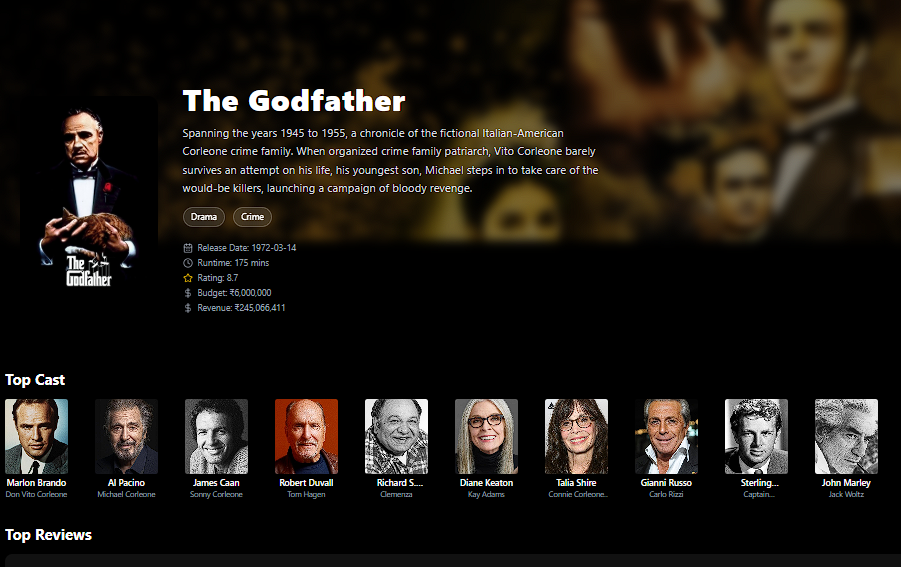 The Godfather
Spanning the years 1945 to 1955, a chronicle of the fictional Italian-American
Corleone crime family. When organized crime family patriarch, Vito Corleone barely
survives an attempt on his life, his youngest son, Michael steps in to take care of the
would-be killers, launching a campaign of bloody revenge.
Drama Crime
Release Date: 1972-03-14
Runtime: 175 mins
Rating: 8.7
Budget: ₹6,000,000
Revenue: ₹245,066,411
The
Godfather
Top Cast
Marlon Brando Al Pacino James Caan Robert Duvall Richard S.... Diane Keaton Talia Shire Gianni Russo Sterling... John Marley
Don Vito Corleone Michael Corleone Sonny Corleone Tom Hagen Clemenza Kay Adams Connie Corleone.. Carlo Rizzi Captain... Jack Woltz
Top Reviews